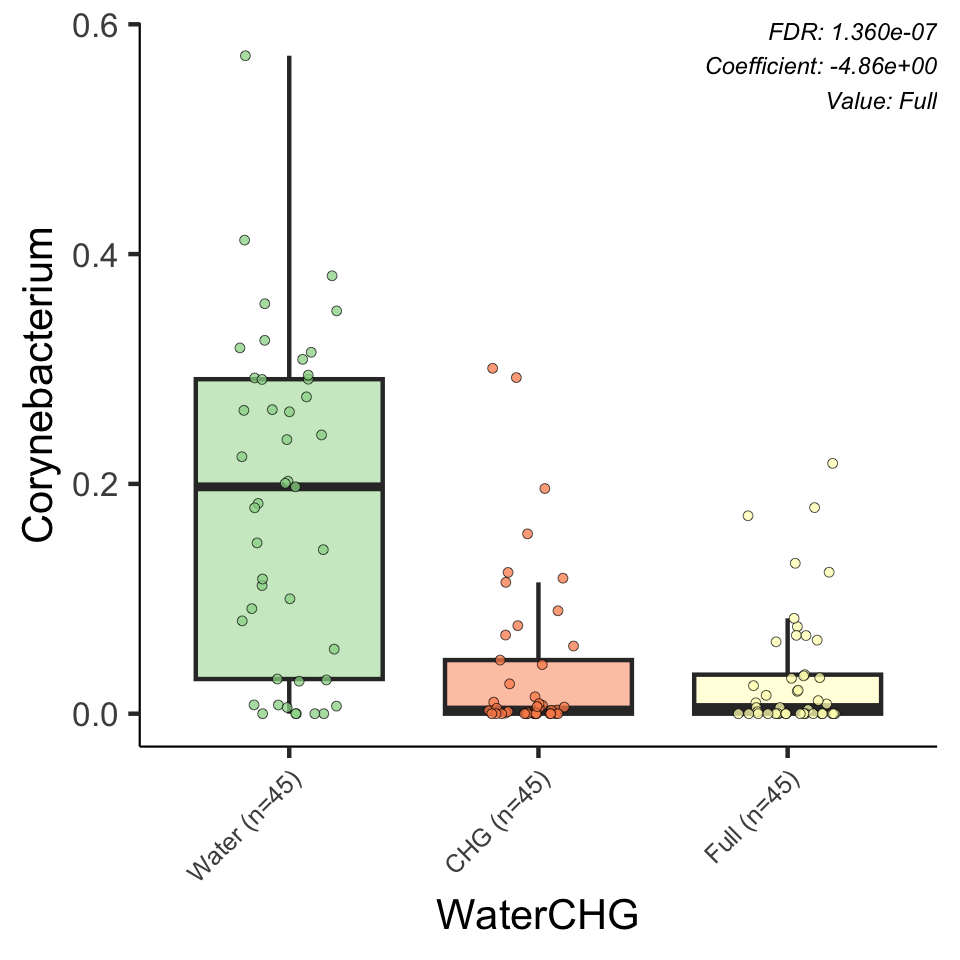 FDR: 1.360e-07
Coefficient: -4.86e+00
Value: Full
Corynebacterium
0.6
0.4
0.2
0.0
Water (n=45)
CHG (n=45)
Full (n=45)
WaterCHG